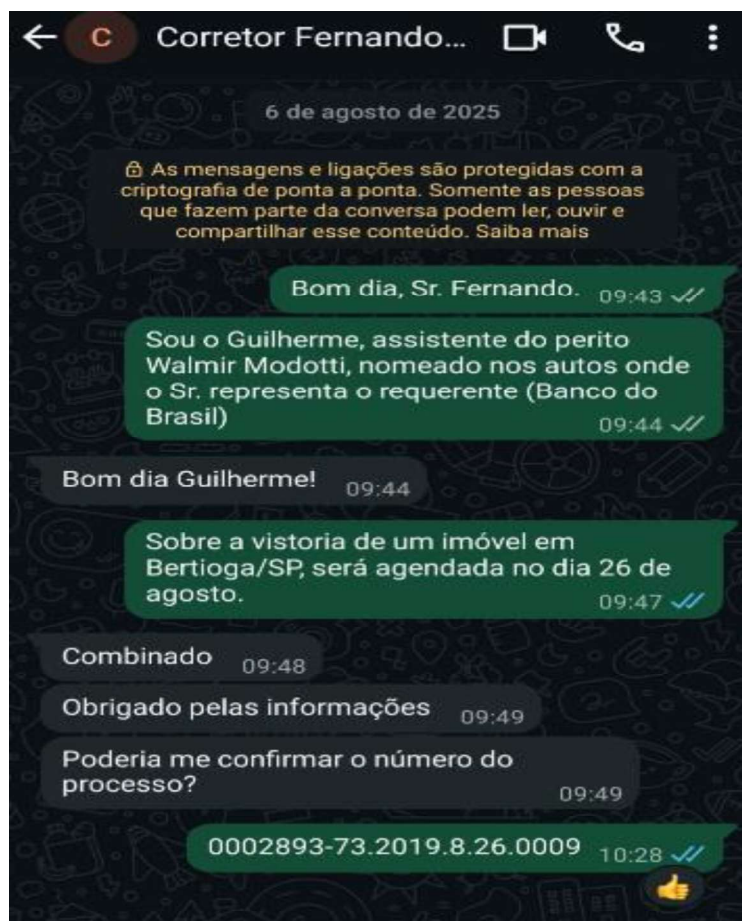 C Corretor Fernando...
6 de agosto de 2025
As mensagens e ligações são protegidas com a
criptografia de ponta a ponta. Somente as pessoas
que fazem parte da conversa podem ler, ouvir e
compartilhar esse conteúdo. Saiba mais
Bom dia, Sr. Fernando. 09:43
Sou o Guilherme, assistente do perito
Walmir Modotti, nomeado nos autos onde
o Sr. representa o requerente (Banco do
Brasil) 09:44
Bom dia Guilherme! 09:44
Sobre a vistoria de um imóvel em
Bertioga/SP, será agendada no dia 26 de
agosto. 09:47
Combinado 09:48
Obrigado pelas informações 09:49
Poderia me confirmar o número do
processo? 09:49
0002893-73.2019.8.26.0009 10:28